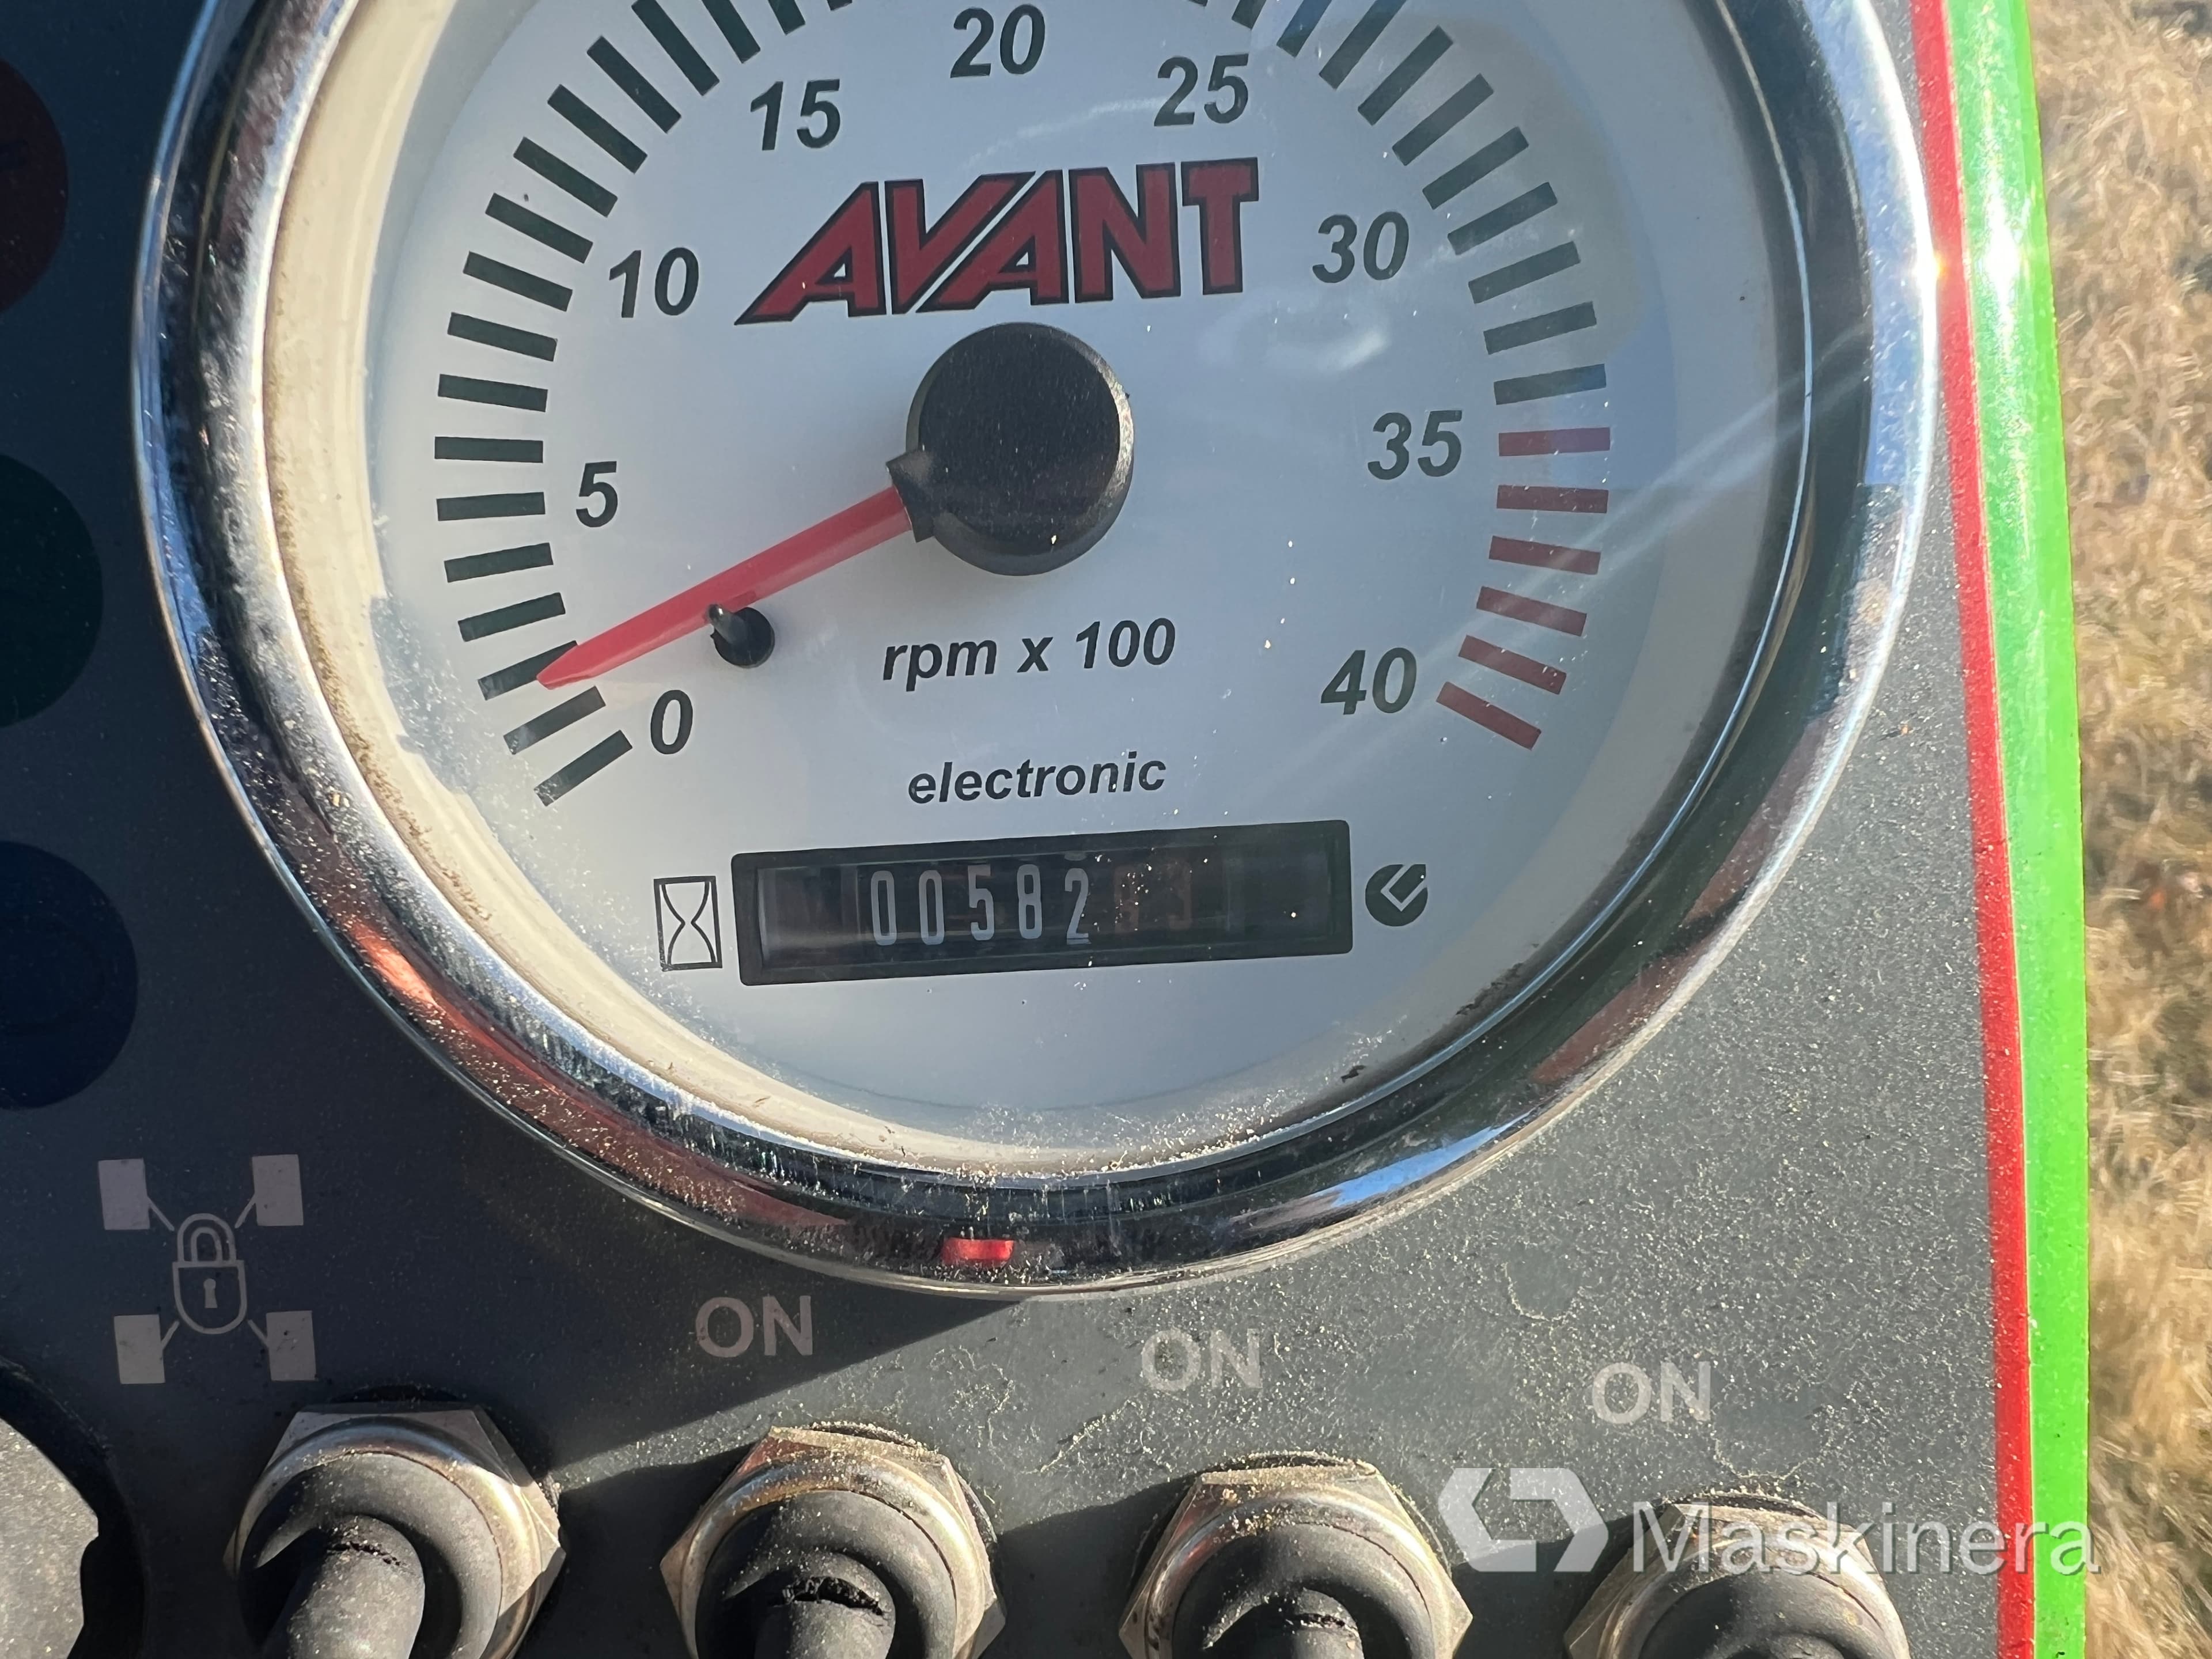 20
15
25
AVANT
10
30
5
35
rpm x 100
0
40
electronic
00582
ON
ON
ON
Maskinera